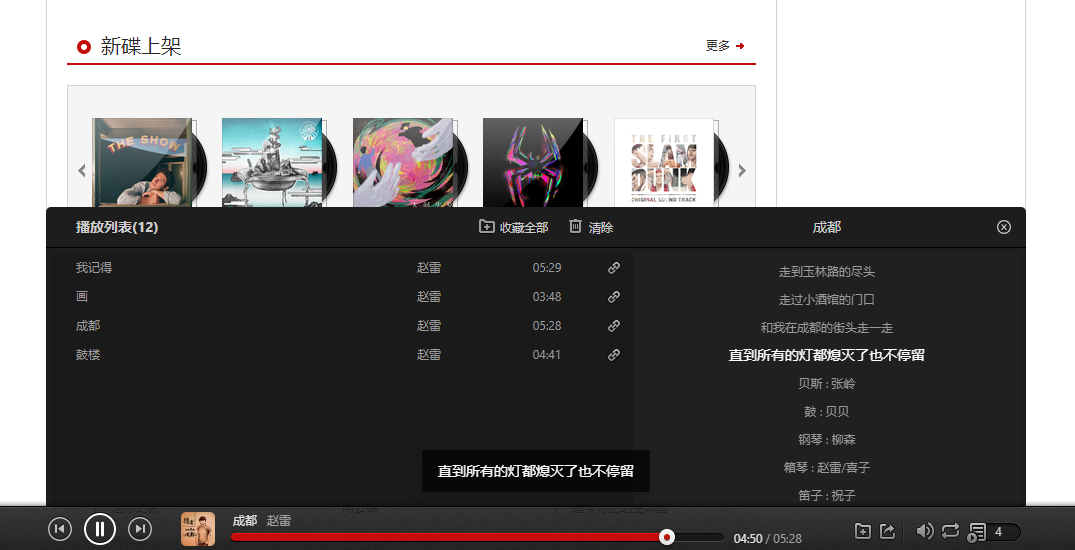 新碟上架
更多
THE SHOW
THE FIRST
SLAM
DUNK
ORIGINAL SOUND TRACK
播放列表(12)
收藏全部
清除
成都
我记得 赵雷 05:29
画 赵雷 03:48
成都 赵雷 05:28
鼓楼 赵雷 04:41
走到玉林路的尽头
走过小酒馆的门口
和我在成都的街头走一走
直到所有的灯都熄灭了也不停留
贝斯 : 张岭
鼓 : 贝贝
钢琴 : 柳森
箱琴 : 赵雷/喜子
笛子 : 祝子
直到所有的灯都熄灭了也不停留
成都 赵雷
04:50 / 05:28
4